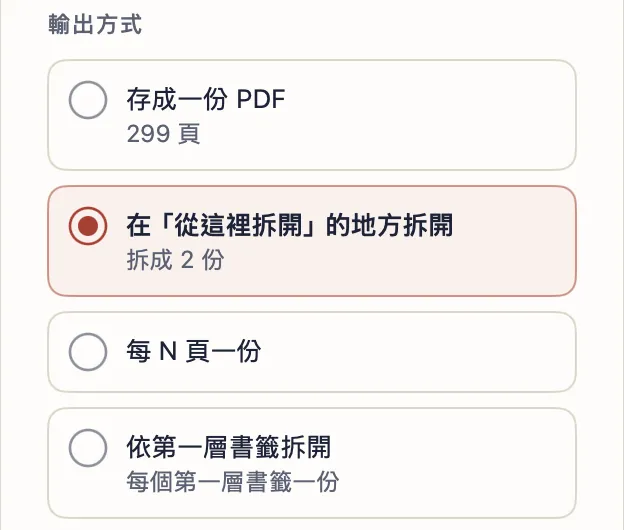 輸出方式
存成一份 PDF
299 頁
在「從這裡拆開」的地方拆開
拆成 2 份
每 N 頁一份
依第一層書籤拆開
每個第一層書籤一份